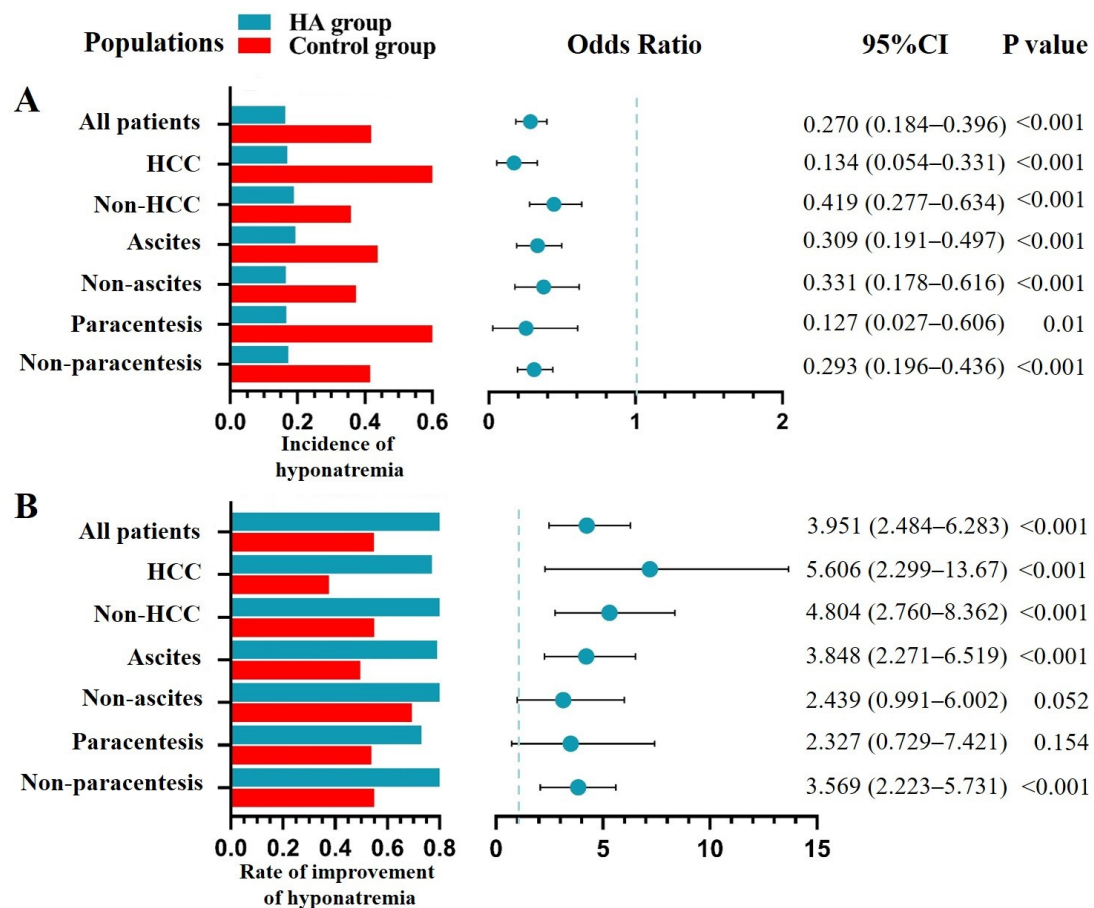 Populations HA group Control group Odds Ratio 95%CI P value
A
All patients 0.270 (0.184–0.396) <0.001
HCC 0.134 (0.054–0.331) <0.001
Non-HCC 0.419 (0.277–0.634) <0.001
Ascites 0.309 (0.191–0.497) <0.001
Non-ascites 0.331 (0.178–0.616) <0.001
Paracentesis 0.127 (0.027–0.606) 0.01
Non-paracentesis 0.293 (0.196–0.436) <0.001
0.0 0.2 0.4 0.6 0 1 2
Incidence of
hyponatremia
B
All patients 3.951 (2.484–6.283) <0.001
HCC 5.606 (2.299–13.67) <0.001
Non-HCC 4.804 (2.760–8.362) <0.001
Ascites 3.848 (2.271–6.519) <0.001
Non-ascites 2.439 (0.991–6.002) 0.052
Paracentesis 2.327 (0.729–7.421) 0.154
Non-paracentesis 3.569 (2.223–5.731) <0.001
0.0 0.2 0.4 0.6 0.8 0 5 10 15
Rate of improvement
of hyponatremia